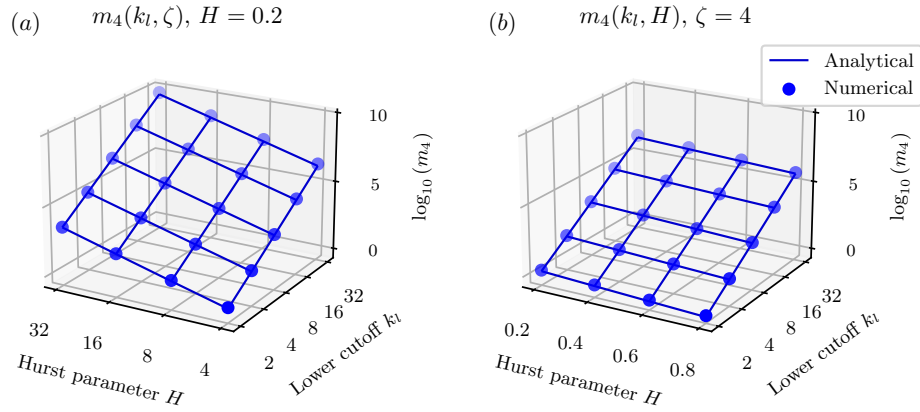 (a) m₄(kₗ, ζ), H = 0.2
10
5
0
log₁₀(m₄)
32
16
8
4
Hurst parameter H
2
4
8
16
32
Lower cutoff kₗ
(b) m₄(kₗ, H), ζ = 4
Analytical
Numerical
10
5
0
log₁₀(m₄)
0.2
0.4
0.6
0.8
Hurst parameter H
2
4
8
16
32
Lower cutoff kₗ